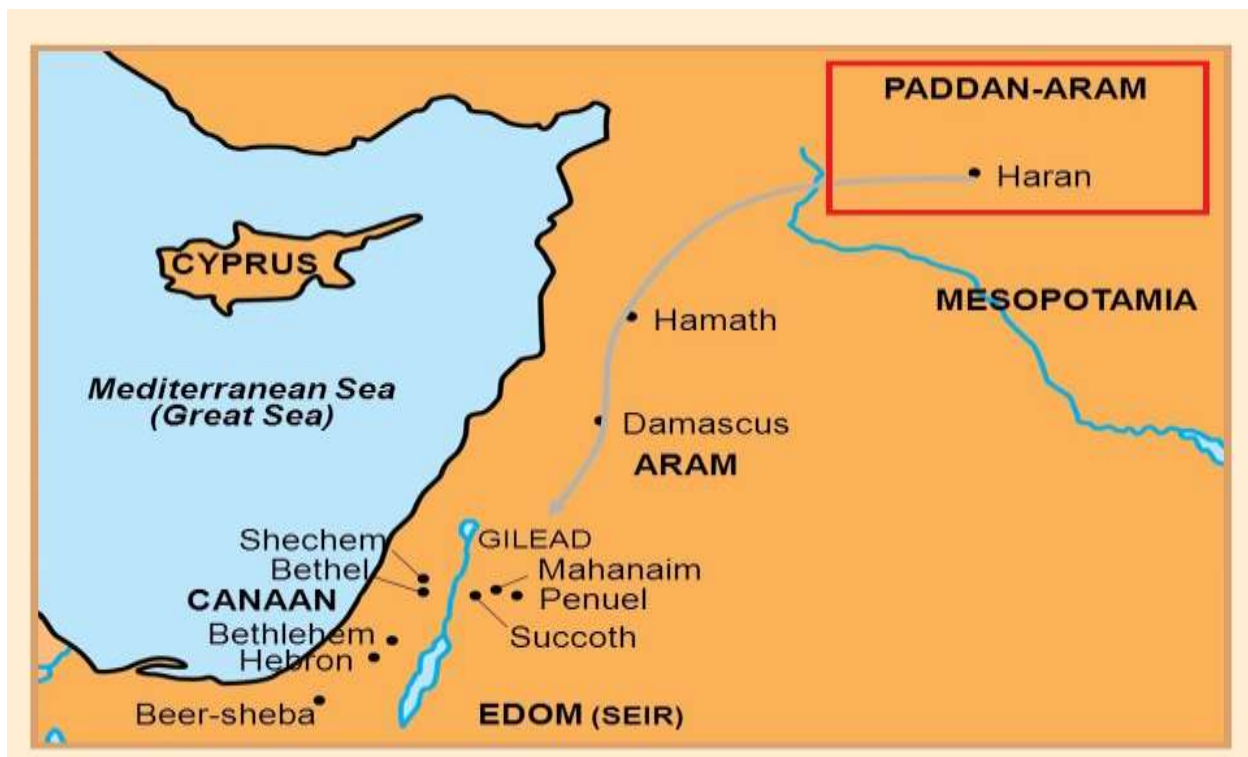 PADDAN-ARAM
Haran
CYPRUS
MESOPOTAMIA
Hamath
Mediterranean Sea
(Great Sea)
Damascus
ARAM
Shechem
GILEAD
Bethel
Mahanaim
CANAAN
Penuel
Bethlehem
Succoth
Hebron
Beer-sheba
EDOM (SEIR)